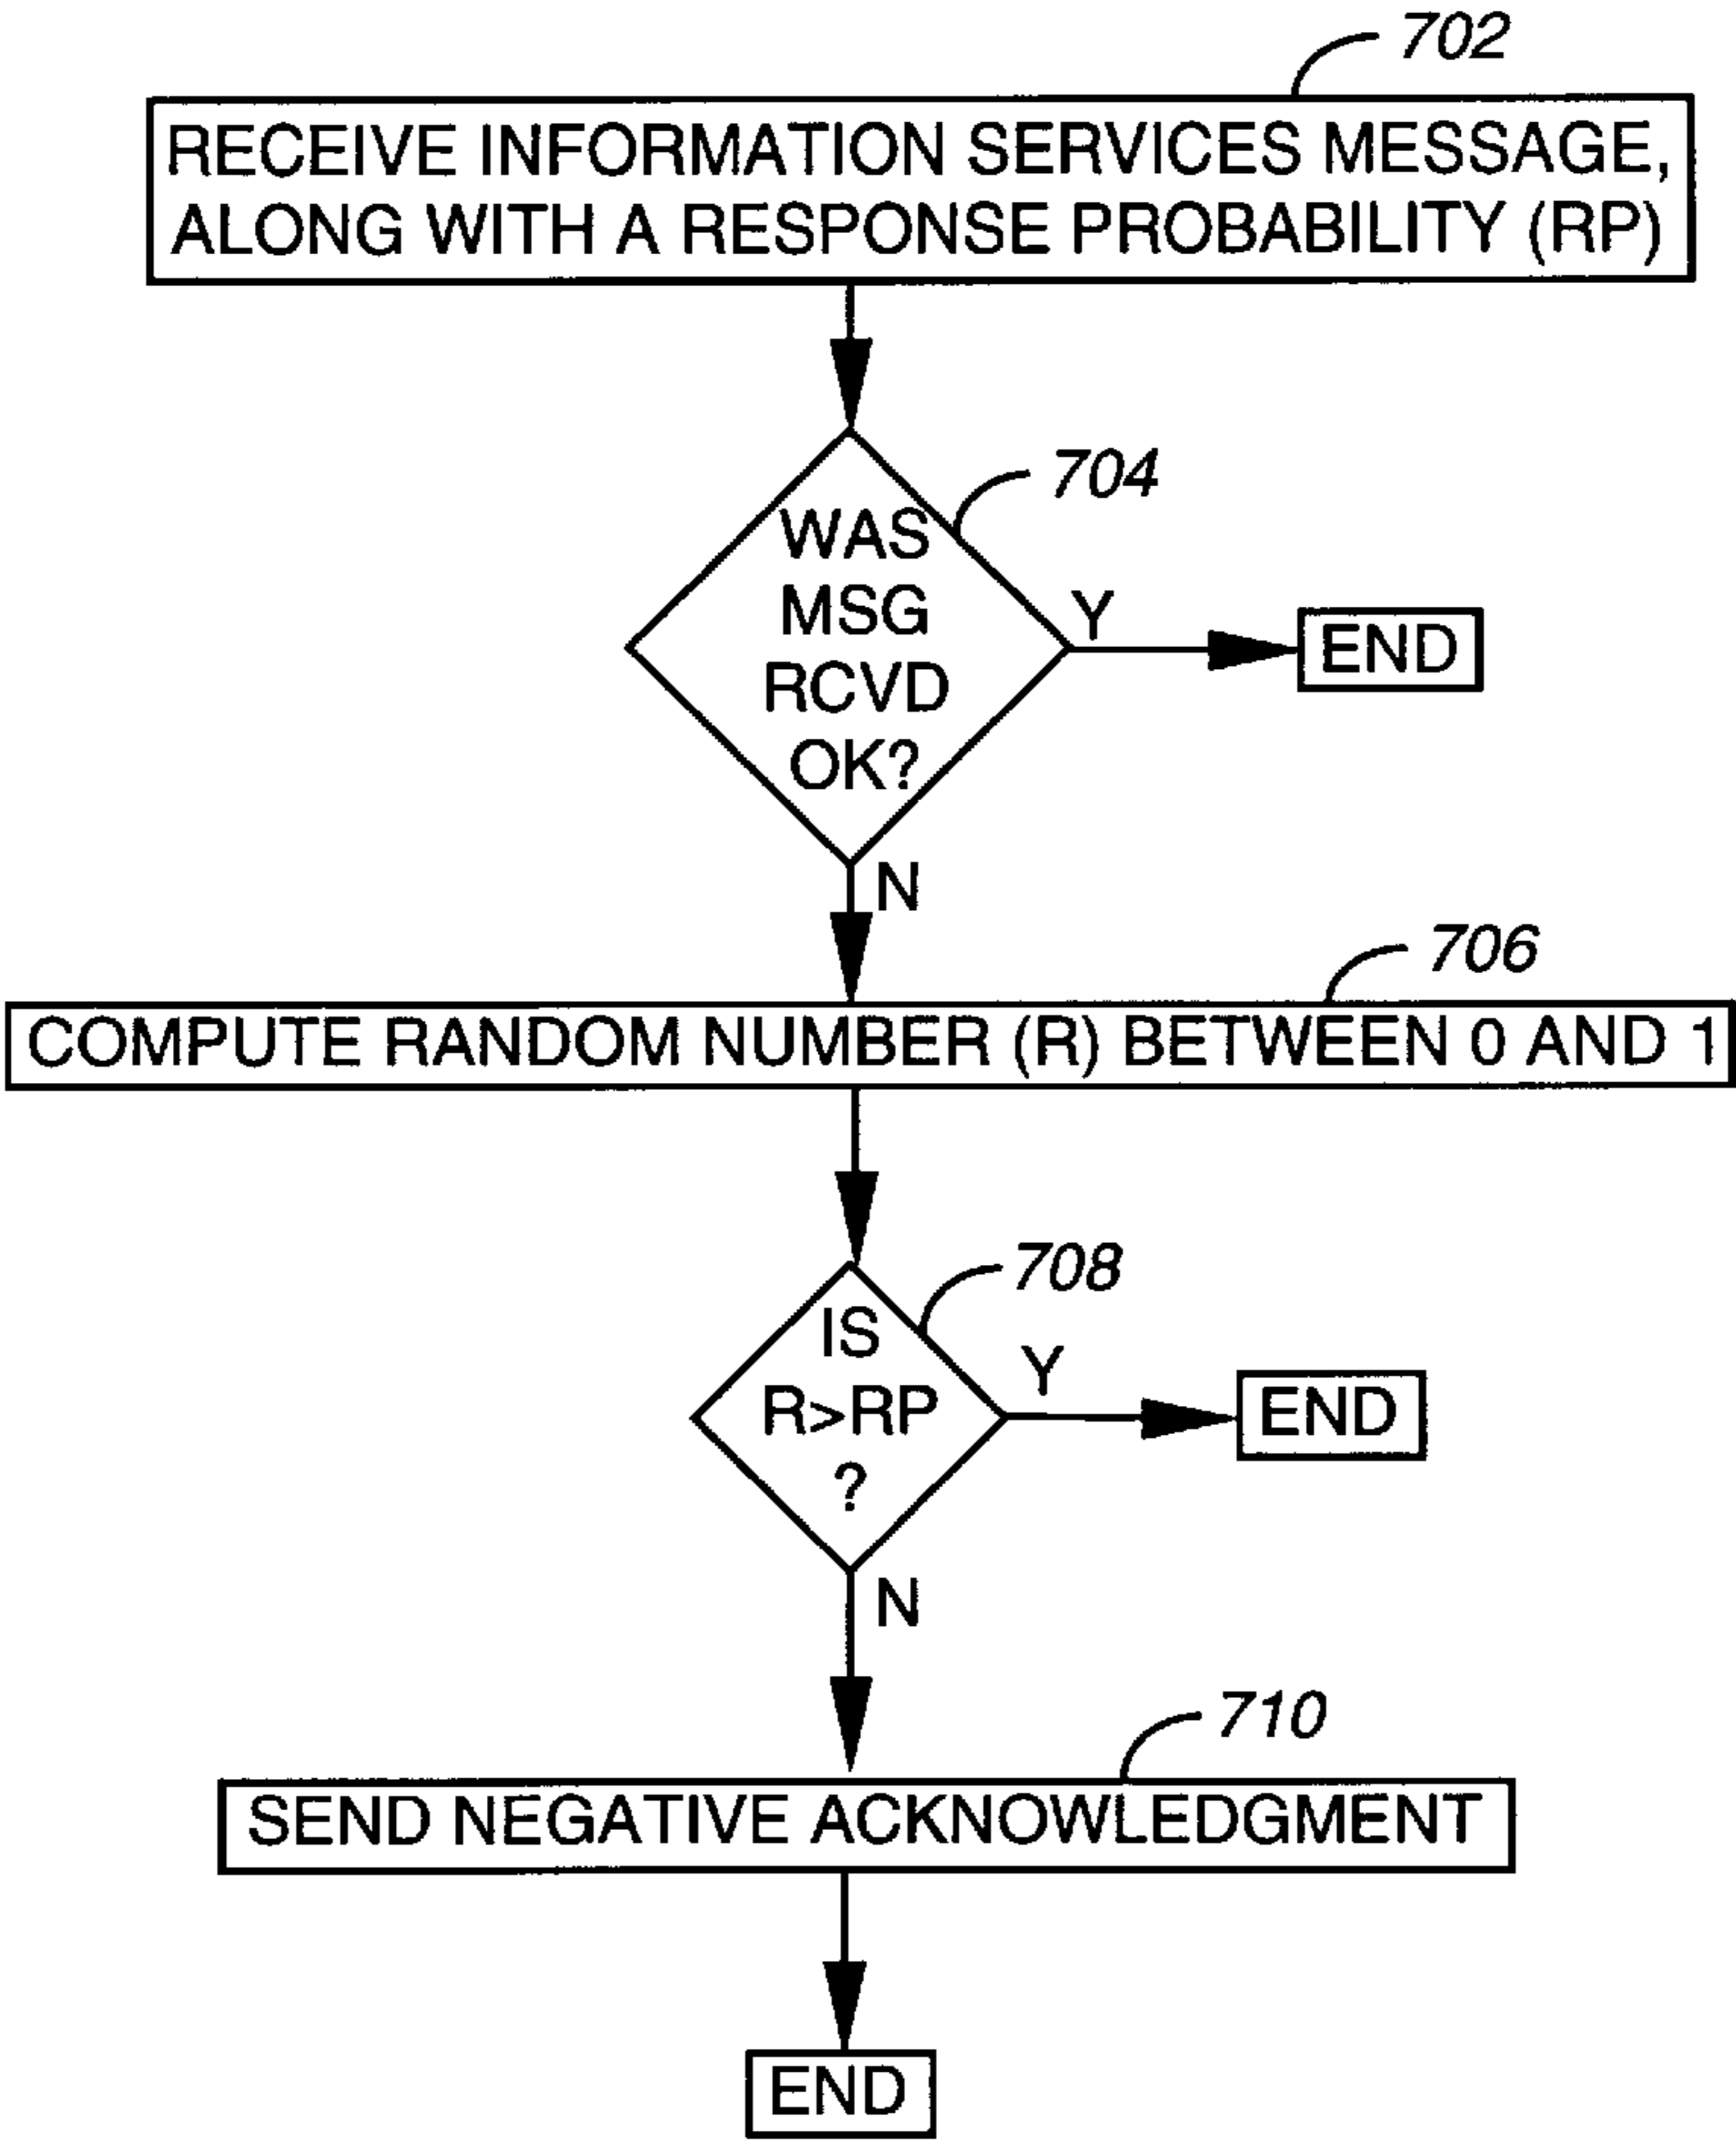 702
RECEIVE INFORMATION SERVICES MESSAGE,
ALONG WITH A RESPONSE PROBABILITY (RP)
704
WAS
MSG
RCVD
OK?
Y
END
N
706
COMPUTE RANDOM NUMBER (R) BETWEEN 0 AND 1
708
IS
R>RP
?
Y
END
N
710
SEND NEGATIVE ACKNOWLEDGMENT
END